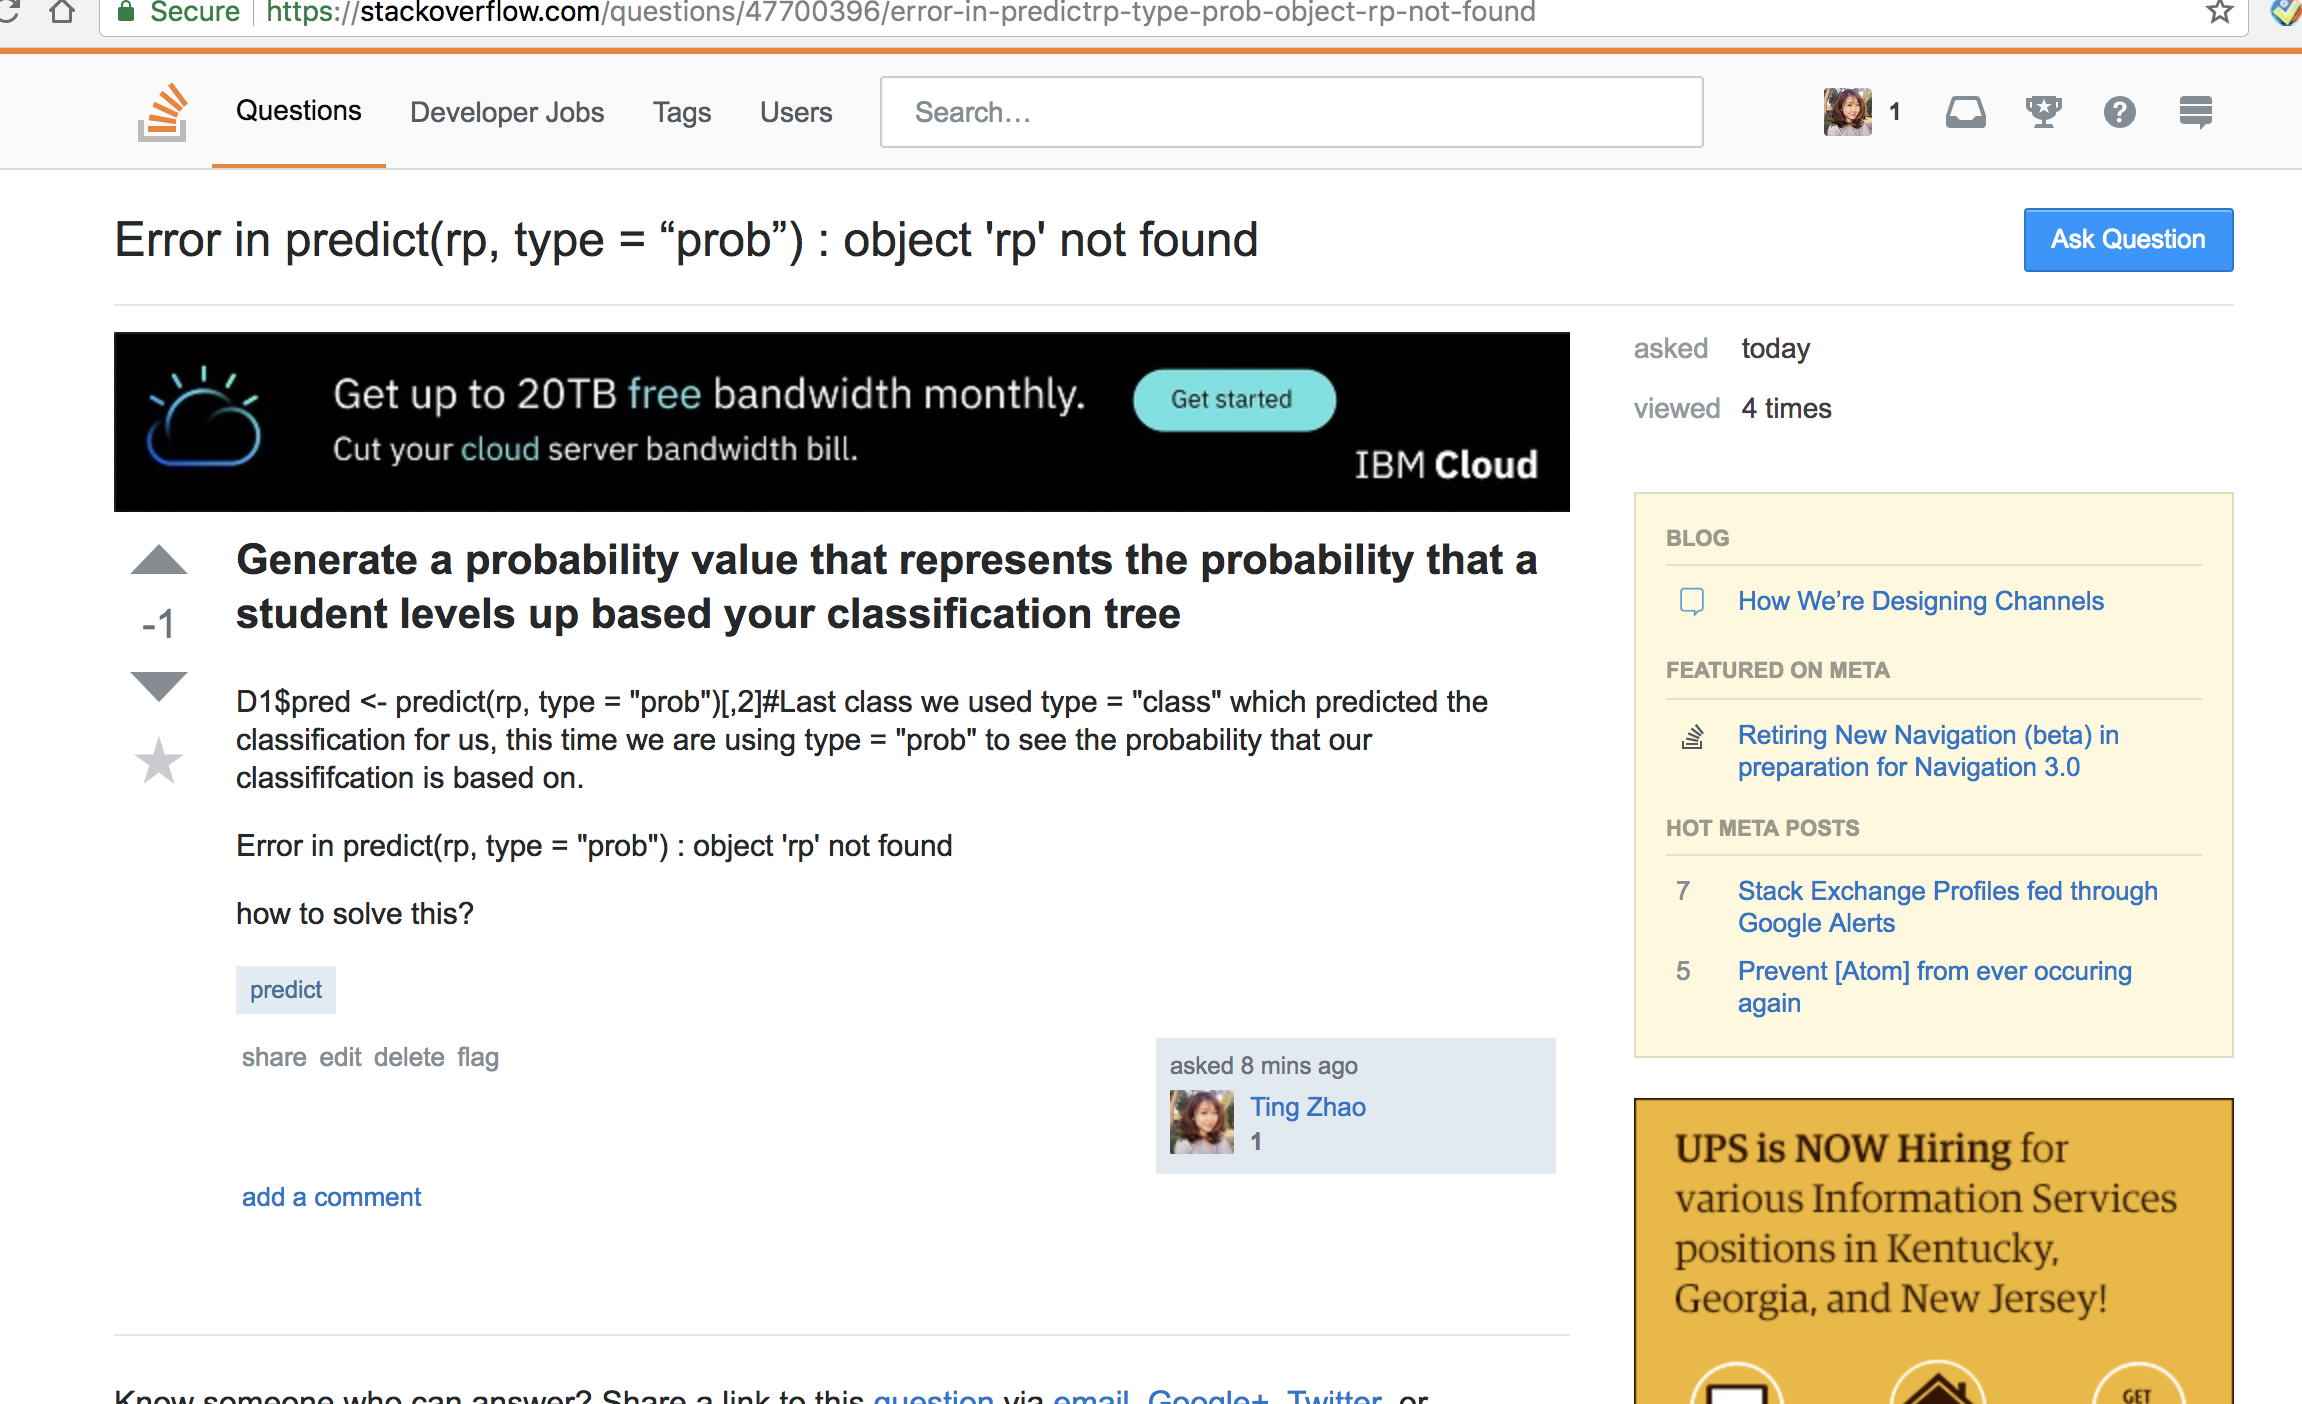 Secure https://stackoverflow.com/questions/47700396/error-in-predictrp-type-prob-object-rp-not-found
Questions Developer Jobs Tags Users Search… 1
Error in predict(rp, type = “prob”) : object 'rp' not found
Ask Question
Get up to 20TB free bandwidth monthly.
Cut your cloud server bandwidth bill.
Get started
IBM Cloud
asked today
viewed 4 times
-1
Generate a probability value that represents the probability that a
student levels up based your classification tree
D1$pred <- predict(rp, type = "prob")[,2]#Last class we used type = "class" which predicted the
classification for us, this time we are using type = "prob" to see the probability that our
classififcation is based on.
Error in predict(rp, type = "prob") : object 'rp' not found
how to solve this?
predict
share edit delete flag
asked 8 mins ago
Ting Zhao
1
add a comment
BLOG
How We’re Designing Channels
FEATURED ON META
Retiring New Navigation (beta) in
preparation for Navigation 3.0
HOT META POSTS
7 Stack Exchange Profiles fed through
Google Alerts
5 Prevent [Atom] from ever occuring
again
UPS is NOW Hiring for
various Information Services
positions in Kentucky,
Georgia, and New Jersey!
GET
Know someone who can answer? Share a link to this question via email, Google+, Twitter, or